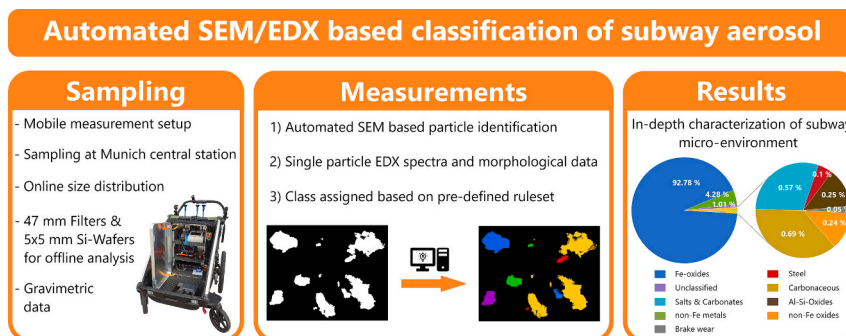 Automated SEM/EDX based classification of subway aerosol
Sampling
- Mobile measurement setup
- Sampling at Munich central station
- Online size distribution
- 47 mm Filters &
5x5 mm Si-Wafers
for offline analysis
- Gravimetric
data
Measurements
1) Automated SEM based particle identification
2) Single particle EDX spectra and morphological data
3) Class assigned based on pre-defined ruleset
Results
In-depth characterization of subway
micro-environment
92.78 %
4.28 %
1.01 %
0.57 %
0.1 %
0.25 %
0.05 %
0.24 %
0.69 %
Fe-oxides
Steel
Unclassified
Carbonaceous
Salts & Carbonates
Al-Si-Oxides
non-Fe metals
non-Fe oxides
Brake wear